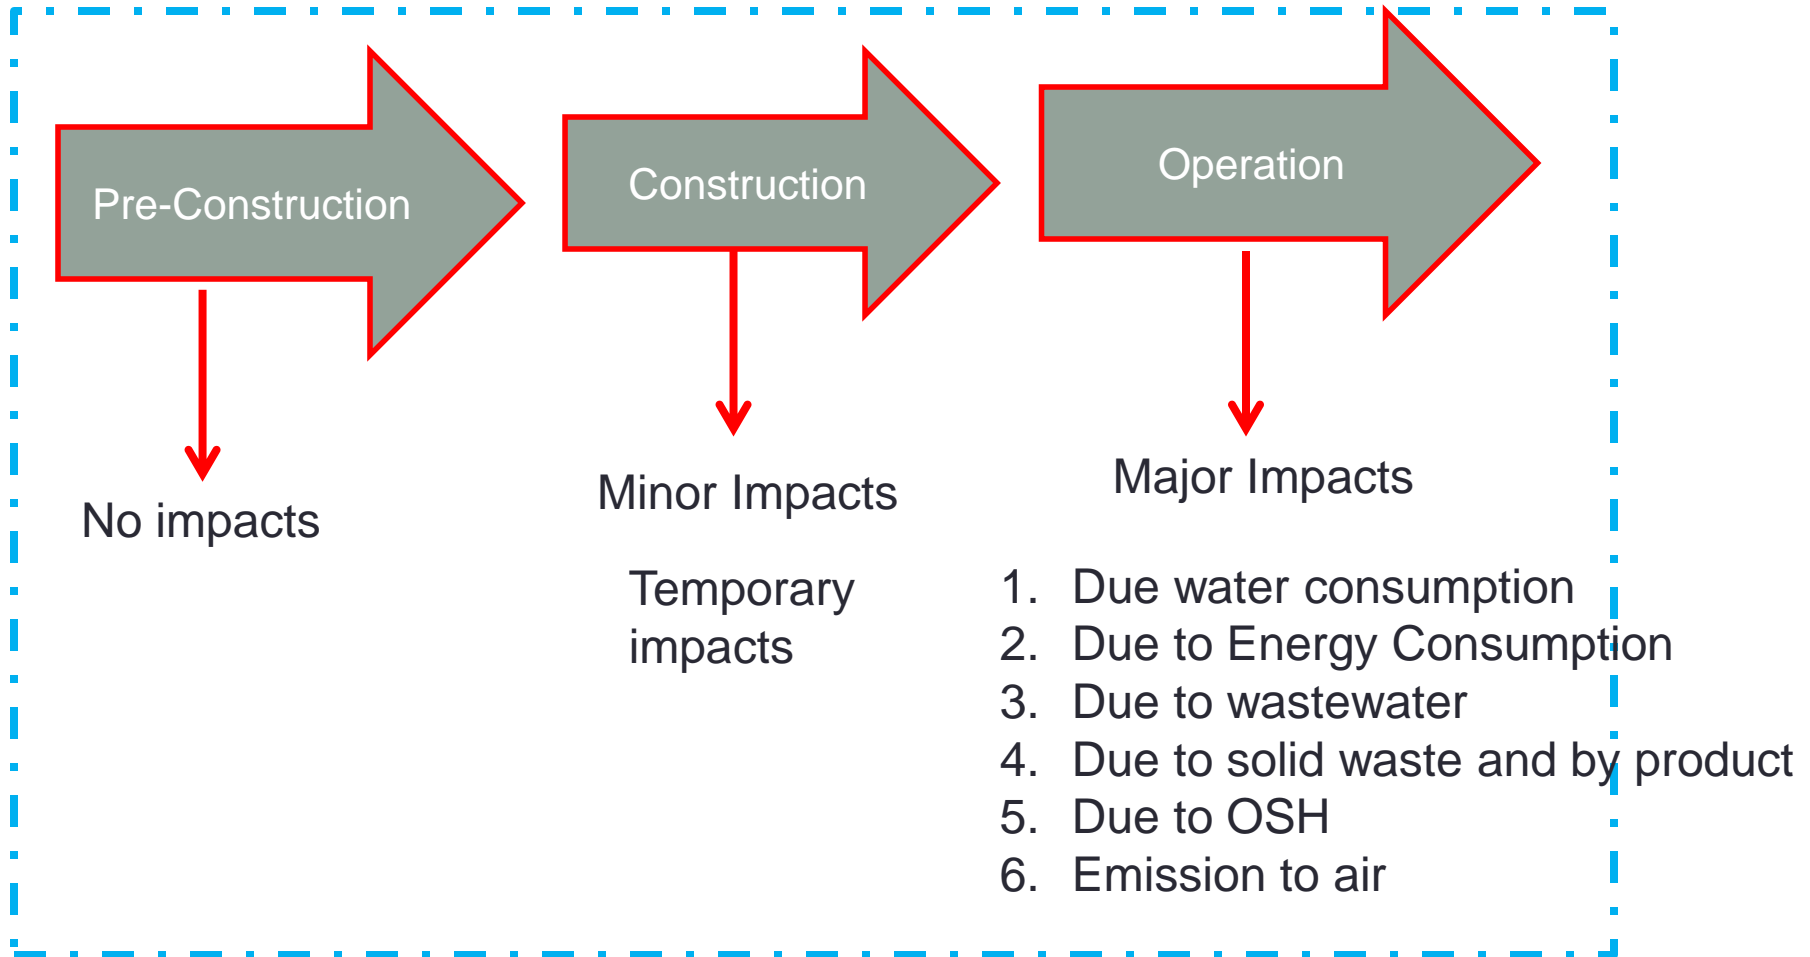 Pre-Construction
Construction
Operation
No impacts
Minor Impacts
Temporary
impacts
Major Impacts
1. Due water consumption
2. Due to Energy Consumption
3. Due to wastewater
4. Due to solid waste and by product
5. Due to OSH
6. Emission to air